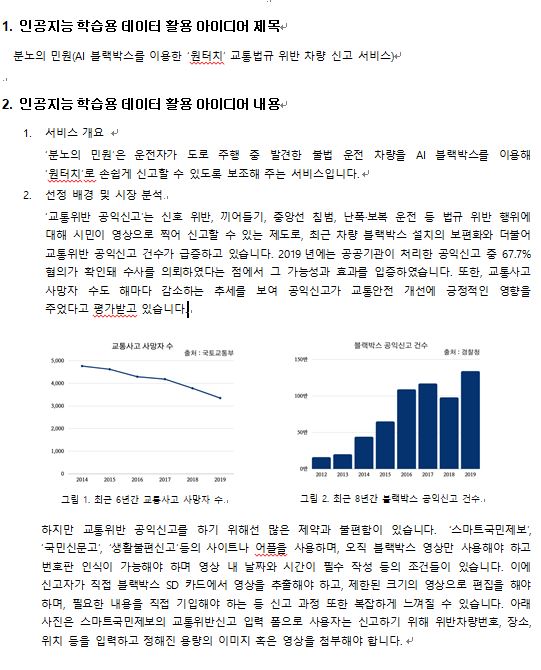 1. 인공지능 학습용 데이터 활용 아이디어 제목
분노의 민원(AI 블랙박스를 이용한 '원터치' 교통법규 위반 차량 신고 서비스)
2. 인공지능 학습용 데이터 활용 아이디어 내용
1. 서비스 개요
'분노의 민원'은 운전자가 도로 주행 중 발견한 불법 운전 차량을 AI 블랙박스를 이용해
'원터치'로 손쉽게 신고할 수 있도록 보조해 주는 서비스입니다.
2. 선정 배경 및 시장 분석
'교통위반 공익신고'는 신호 위반, 끼어들기, 중앙선 침범, 난폭·보복 운전 등 법규 위반 행위에
대해 시민이 영상으로 찍어 신고할 수 있는 제도로, 최근 차량 블랙박스 설치의 보편화와 더불어
교통위반 공익신고 건수가 급증하고 있습니다. 2019 년에는 공공기관이 처리한 공익신고 중 67.7%
혐의가 확인돼 수사를 의뢰하였다는 점에서 그 가능성과 효과를 입증하였습니다. 또한, 교통사고
사망자 수도 해마다 감소하는 추세를 보여 공익신고가 교통안전 개선에 긍정적인 영향을
주었다고 평가받고 있습니다.
교통사고 사망자 수
출처 : 국토교통부
5,000
4,000
3,000
2,000
1,000
0
2014 2015 2016 2017 2018 2019
그림 1. 최근 6년간 교통사고 사망자 수.
블랙박스 공익신고 건수
출처 : 경찰청
150만
100만
50만
0만
2012 2013 2014 2015 2016 2017 2018 2019
그림 2. 최근 8년간 블랙박스 공익신고 건수.
하지만 교통위반 공익신고를 하기 위해선 많은 제약과 불편함이 있습니다. '스마트국민제보',
'국민신문고', '생활불편신고'등의 사이트나 어플을 사용하며, 오직 블랙박스 영상만 사용해야 하고
번호판 인식이 가능해야 하며 영상 내 날짜와 시간이 필수 작성 등의 조건들이 있습니다. 이에
신고자가 직접 블랙박스 SD 카드에서 영상을 추출해야 하고, 제한된 크기의 영상으로 편집을 해야
하며, 필요한 내용을 직접 기입해야 하는 등 신고 과정 또한 복잡하게 느껴질 수 있습니다. 아래
사진은 스마트국민제보의 교통위반신고 입력 폼으로 사용자는 신고하기 위해 위반차량번호, 장소,
위치 등을 입력하고 정해진 용량의 이미지 혹은 영상을 첨부해야 합니다.